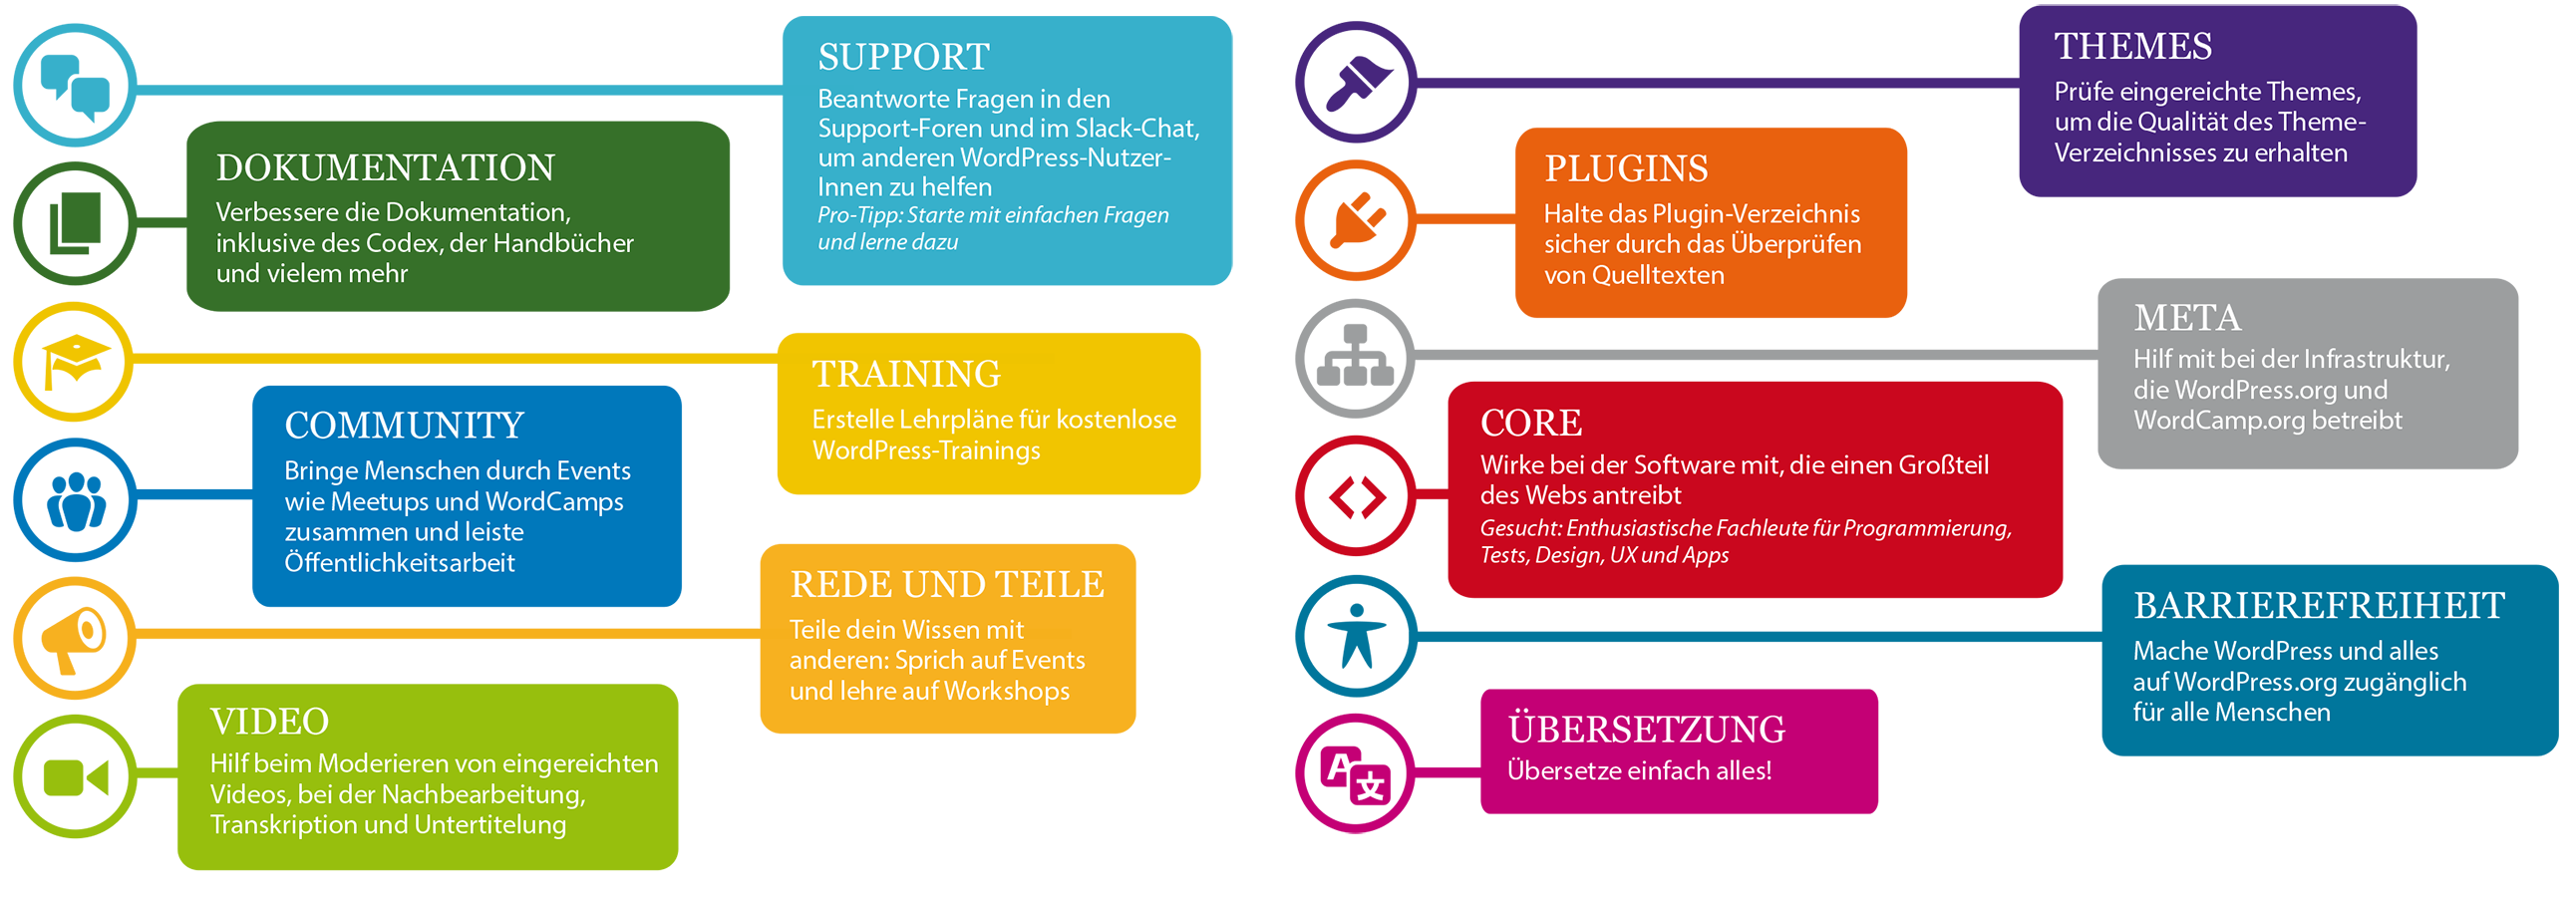 SUPPORT
Beantworte Fragen in den
Support-Foren und im Slack-Chat,
um anderen WordPress-Nutzer-
Innen zu helfen
Pro-Tipp: Starte mit einfachen Fragen
und lerne dazu
DOKUMENTATION
Verbessere die Dokumentation,
inklusive des Codex, der Handbücher
und vielem mehr
TRAINING
Erstelle Lehrpläne für kostenlose
WordPress-Trainings
COMMUNITY
Bringe Menschen durch Events
wie Meetups und WordCamps
zusammen und leiste
Öffentlichkeitsarbeit
REDE UND TEILE
Teile dein Wissen mit
anderen: Sprich auf Events
und lehre auf Workshops
VIDEO
Hilf beim Moderieren von eingereichten
Videos, bei der Nachbearbeitung,
Transkription und Untertitelung
THEMES
Prüfe eingereichte Themes,
um die Qualität des Theme-
Verzeichnisses zu erhalten
PLUGINS
Halte das Plugin-Verzeichnis
sicher durch das Überprüfen
von Quelltexten
META
Hilf mit bei der Infrastruktur,
die WordPress.org und
WordCamp.org betreibt
CORE
Wirke bei der Software mit, die einen Großteil
des Webs antreibt
Gesucht: Enthusiastische Fachleute für Programmierung,
Tests, Design, UX und Apps
BARRIEREFREIHEIT
Mache WordPress und alles
auf WordPress.org zugänglich
für alle Menschen
A
文
ÜBERSETZUNG
Übersetze einfach alles!